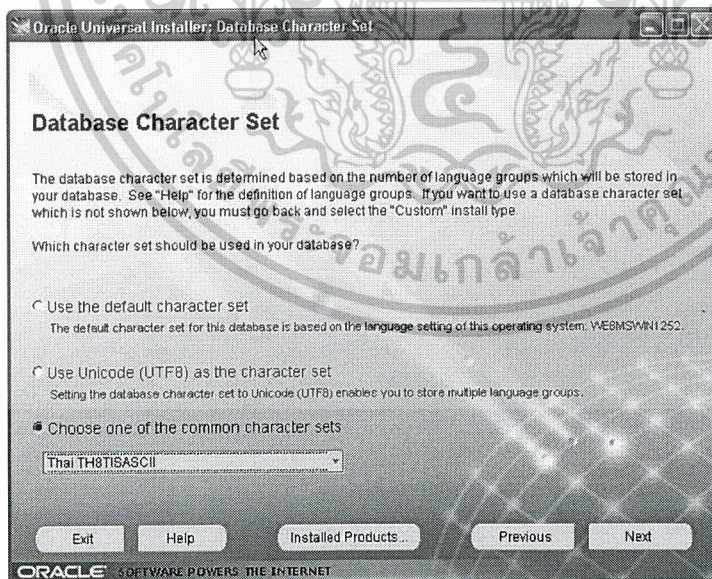 Oracle Universal Installer: Database Character Set
Database Character Set
The database character set is determined based on the number of language groups which will be stored in
your database. See "Help" for the definition of language groups. If you want to use a database character set
which is not shown below, you must go back and select the "Custom" install type
Which character set should be used in your database?
Use the default character set
The default character set for this database is based on the language setting of this operating system: WE8MSWIN1252.
Use Unicode (UTF8) as the character set
Setting the database character set to Unicode (UTF8) enables you to store multiple language groups.
Choose one of the common character sets
Thai TH8TISASCII
Exit
Help
Installed Products...
Previous
Next
ORACLE SOFTWARE POWERS THE INTERNET